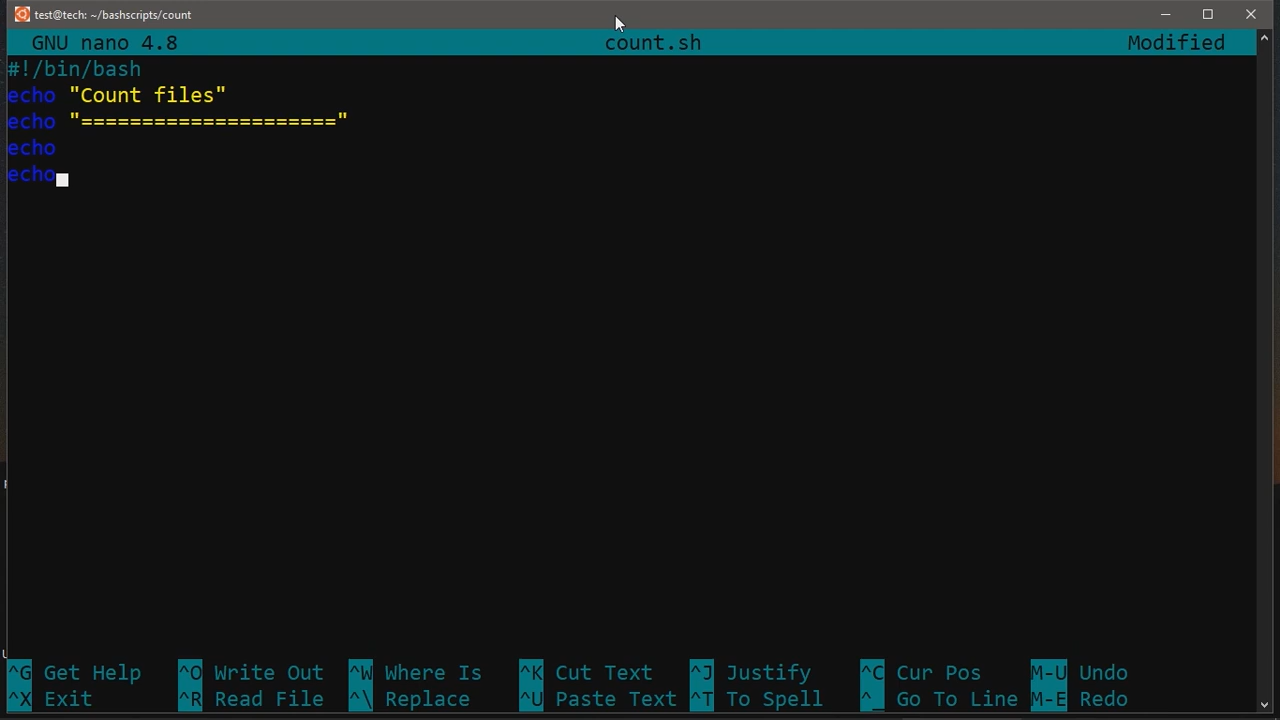 test@tech: ~/bashscripts/count
GNU nano 4.8 count.sh Modified
#!/bin/bash
echo "Count files"
echo "====================="
echo
echo
^G Get Help ^O Write Out ^W Where Is ^K Cut Text ^J Justify ^C Cur Pos M-U Undo
^X Exit ^R Read File ^\ Replace ^U Paste Text ^T To Spell ^_ Go To Line M-E Redo